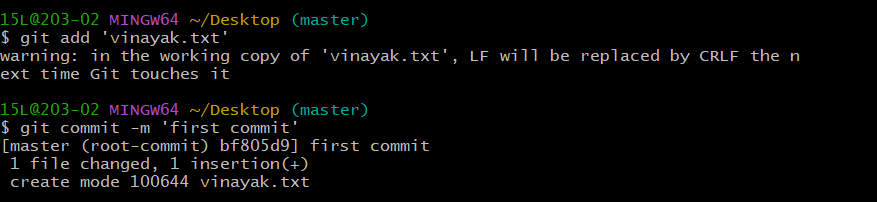 15L@203-02 MINGW64 ~/Desktop (master)
$ git add 'vinayak.txt'
warning: in the working copy of 'vinayak.txt', LF will be replaced by CRLF the n
ext time Git touches it
15L@203-02 MINGW64 ~/Desktop (master)
$ git commit -m 'first commit'
[master (root-commit) bf805d9] first commit
 1 file changed, 1 insertion(+)
 create mode 100644 vinayak.txt